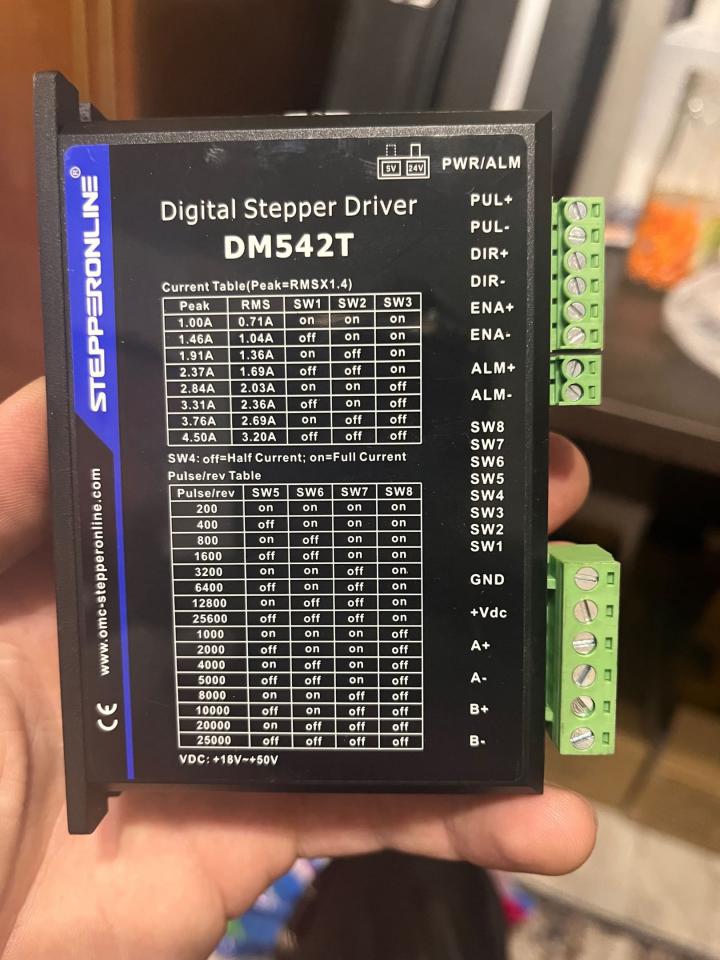 5V 24V PWR/ALM
STEPPERONLINE®
www.omc-stepperonline.com
CE
Digital Stepper Driver
DM542T
Current Table(Peak=RMSX1.4)
Peak RMS SW1 SW2 SW3
1.00A 0.71A on on on
1.46A 1.04A off on on
1.91A 1.36A on off on
2.37A 1.69A off off on
2.84A 2.03A on on off
3.31A 2.36A off on off
3.76A 2.69A on off off
4.50A 3.20A off off off
SW4: off=Half Current; on=Full Current
Pulse/rev Table
Pulse/rev SW5 SW6 SW7 SW8
200 on on on on
400 off on on on
800 on off on on
1600 off off on on
3200 on on off on
6400 off on off on
12800 on off off on
25600 off off off on
1000 on on on off
2000 off on on off
4000 on off on off
5000 off off on off
8000 on on off off
10000 off on off off
20000 on off off off
25000 off off off off
VDC: +18V~+50V
PUL+
PUL-
DIR+
DIR-
ENA+
ENA-
ALM+
ALM-
SW8
SW7
SW6
SW5
SW4
SW3
SW2
SW1
GND
+Vdc
A+
A-
B+
B-